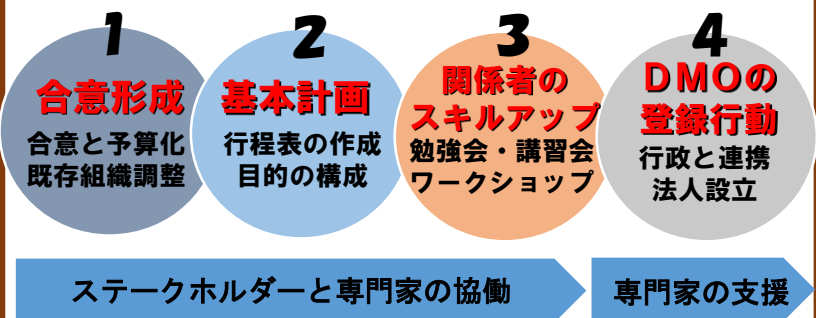 1
合意形成
合意と予算化
既存組織調整
2
基本計画
行程表の作成
目的の構成
3
関係者の
スキルアップ
勉強会・講習会
ワークショップ
4
DMOの
登録行動
行政と連携
法人設立
ステークホルダーと専門家の協働
専門家の支援